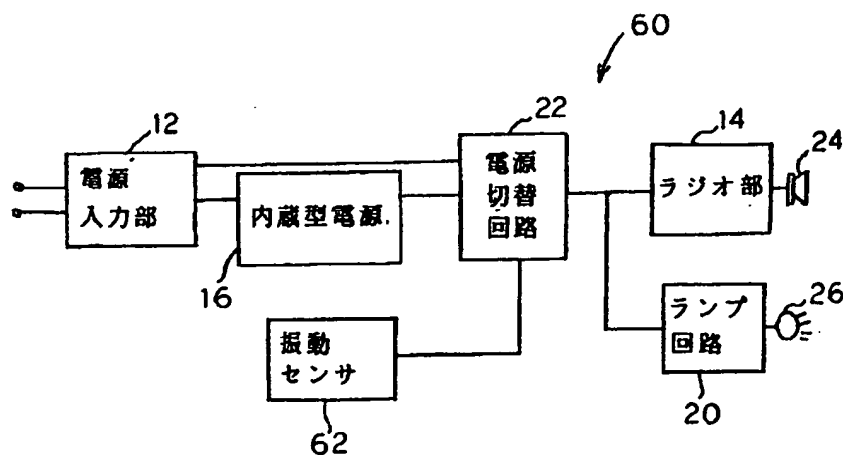 60
12
電源
入力部
内蔵型電源
16
22
電源
切替
回路
14
ラジオ部
24
ランプ
回路
20
26
振動
センサ
62